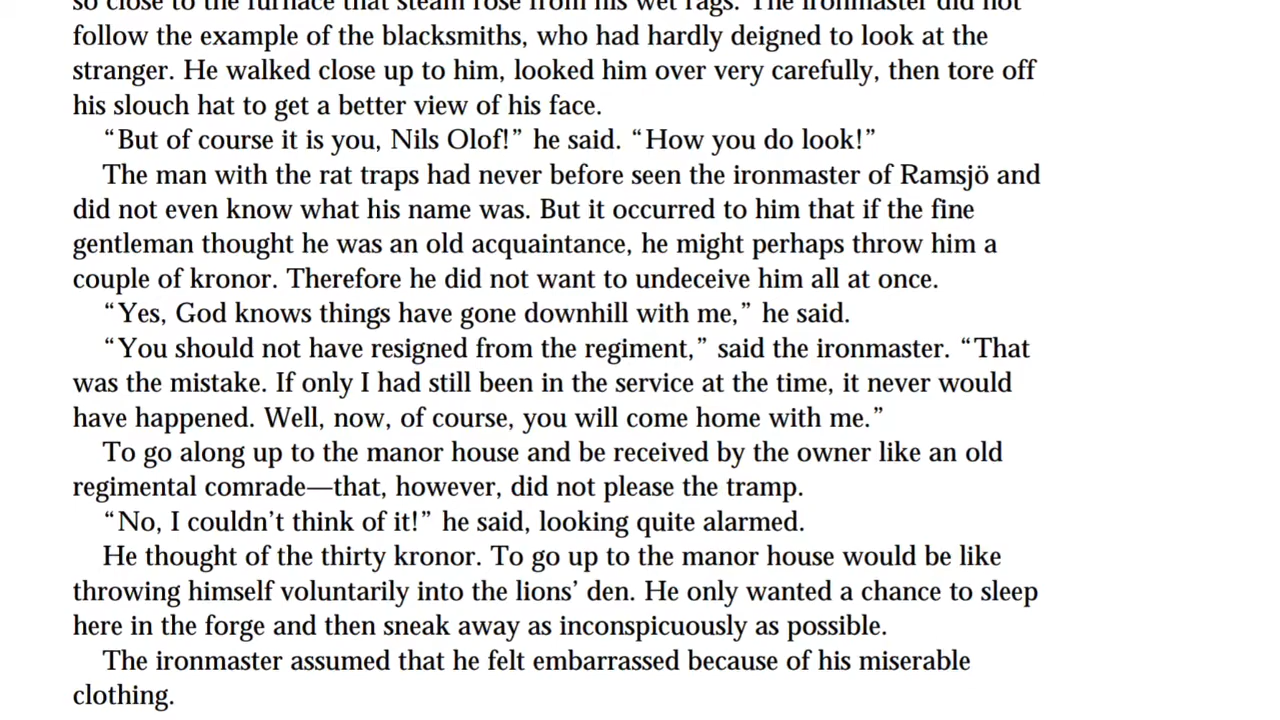 so close to the furnace that steam rose from his wet rags. The ironmaster did not
follow the example of the blacksmiths, who had hardly deigned to look at the
stranger. He walked close up to him, looked him over very carefully, then tore off
his slouch hat to get a better view of his face.
“But of course it is you, Nils Olof!” he said. “How you do look!”
The man with the rat traps had never before seen the ironmaster of Ramsjö and
did not even know what his name was. But it occurred to him that if the fine
gentleman thought he was an old acquaintance, he might perhaps throw him a
couple of kronor. Therefore he did not want to undeceive him all at once.
“Yes, God knows things have gone downhill with me,” he said.
“You should not have resigned from the regiment,” said the ironmaster. “That
was the mistake. If only I had still been in the service at the time, it never would
have happened. Well, now, of course, you will come home with me.”
To go along up to the manor house and be received by the owner like an old
regimental comrade—that, however, did not please the tramp.
“No, I couldn’t think of it!” he said, looking quite alarmed.
He thought of the thirty kronor. To go up to the manor house would be like
throwing himself voluntarily into the lions’ den. He only wanted a chance to sleep
here in the forge and then sneak away as inconspicuously as possible.
The ironmaster assumed that he felt embarrassed because of his miserable
clothing.